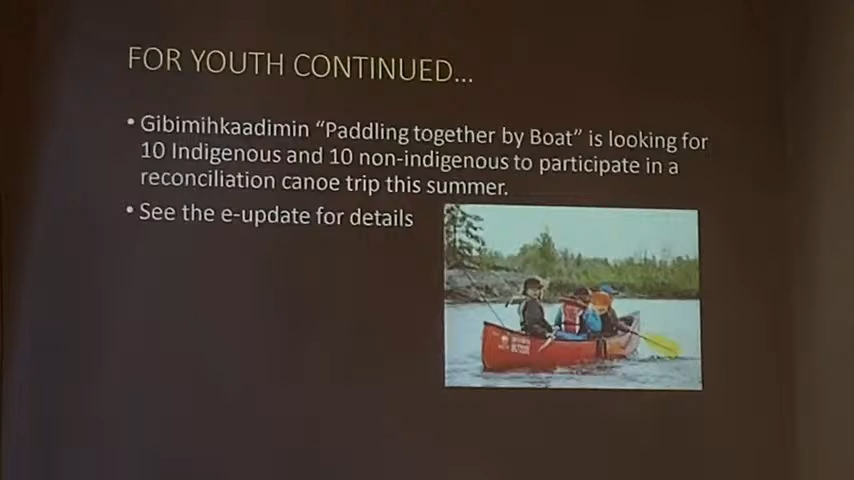 FOR YOUTH CONTINUED...
• Gibimihkaadimin “Paddling together by Boat” is looking for
10 Indigenous and 10 non-indigenous to participate in a
reconciliation canoe trip this summer.
• See the e-update for details